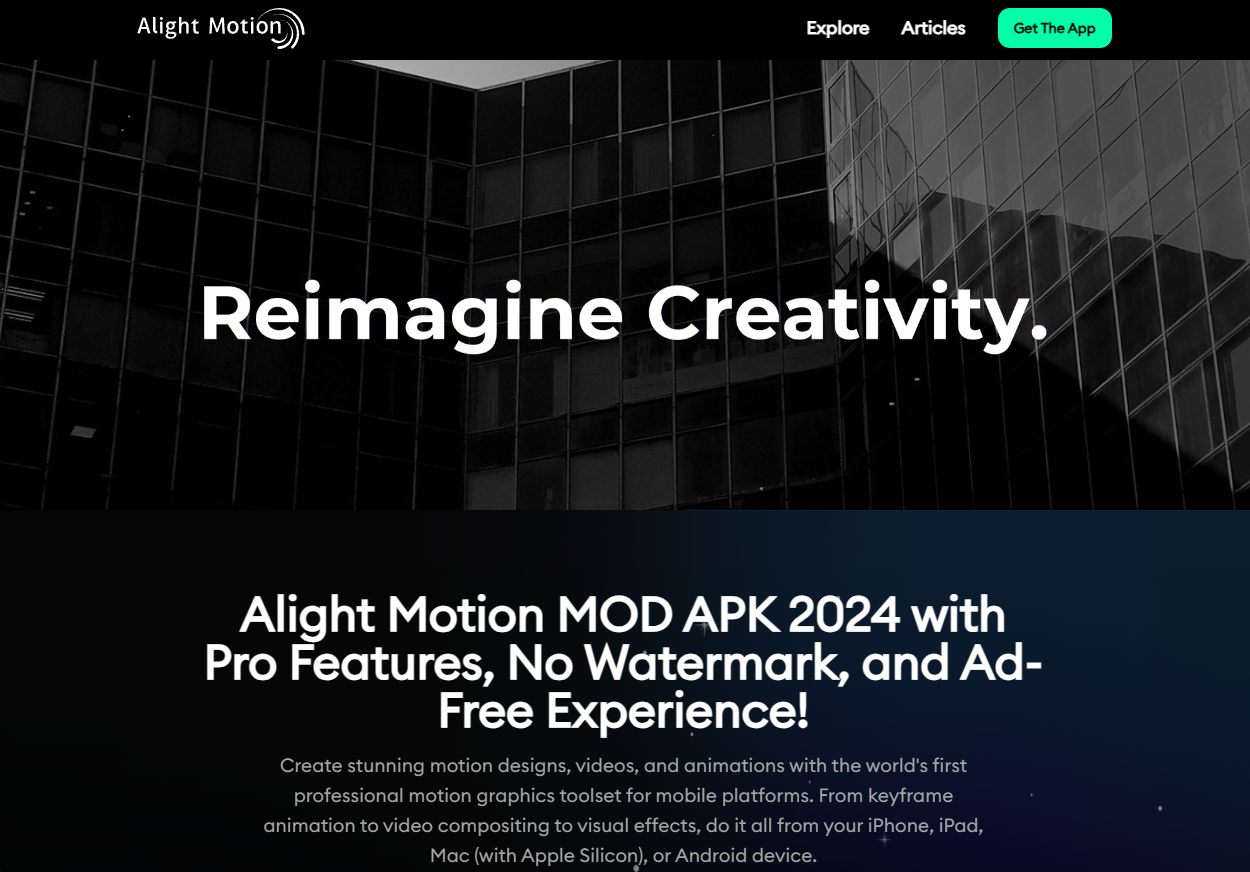 Alight Motion
Explore
Articles
Get The App
Reimagine Creativity.
Alight Motion MOD APK 2024 with
Pro Features, No Watermark, and Ad-
Free Experience!
Create stunning motion designs, videos, and animations with the world's first
professional motion graphics toolset for mobile platforms. From keyframe
animation to video compositing to visual effects, do it all from your iPhone, iPad,
Mac (with Apple Silicon), or Android device.